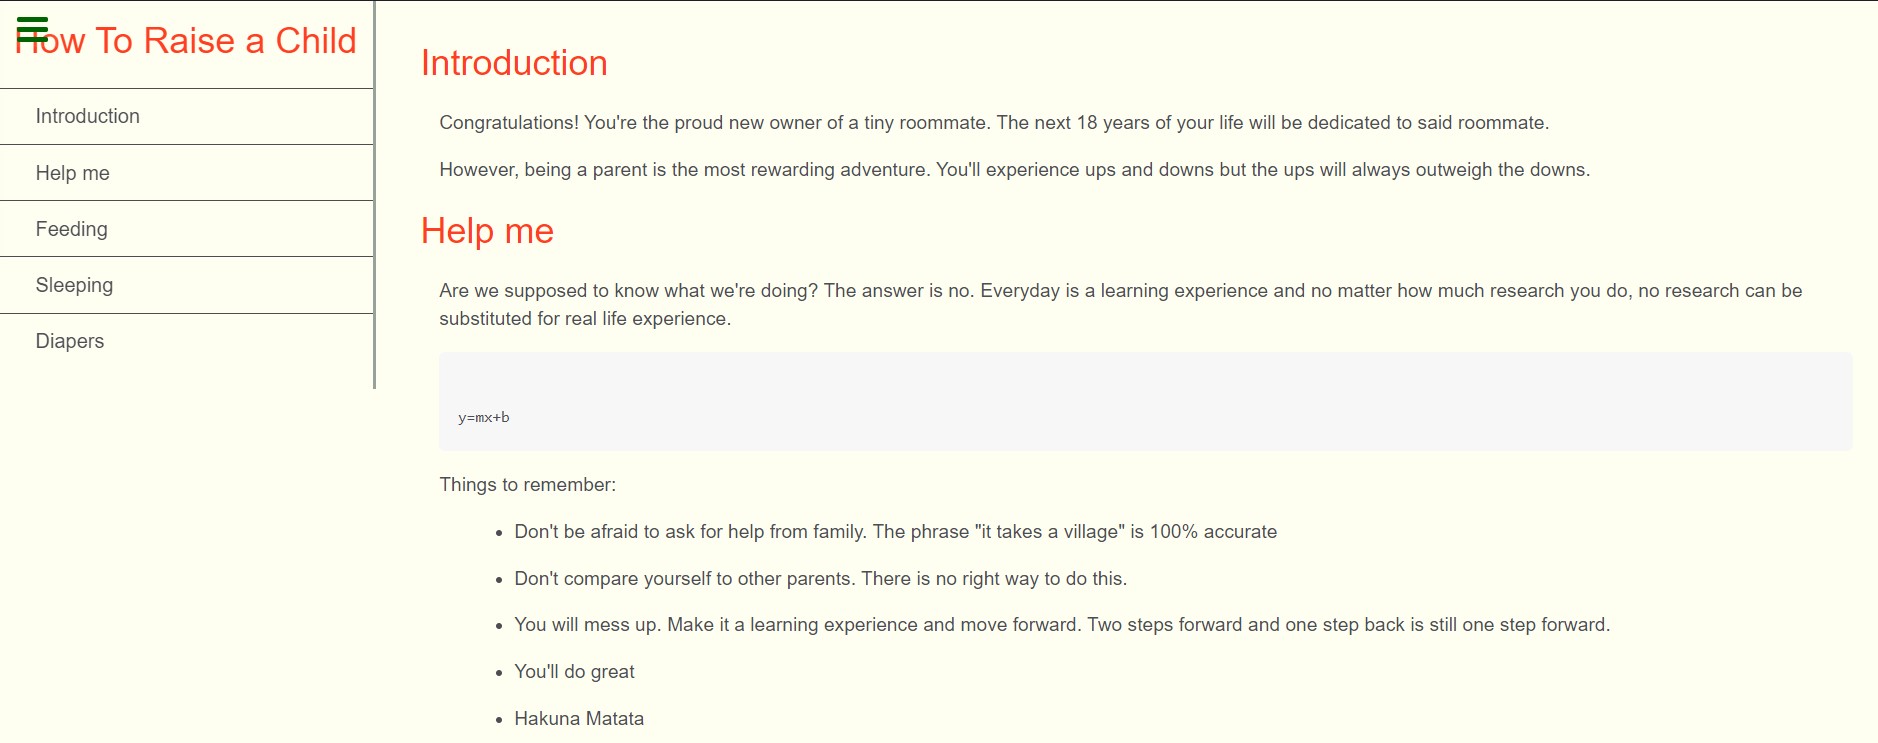 How To Raise a Child
Introduction
Help me
Feeding
Sleeping
Diapers
Introduction
Congratulations! You're the proud new owner of a tiny roommate. The next 18 years of your life will be dedicated to said roommate.
However, being a parent is the most rewarding adventure. You'll experience ups and downs but the ups will always outweigh the downs.
Help me
Are we supposed to know what we're doing? The answer is no. Everyday is a learning experience and no matter how much research you do, no research can be
substituted for real life experience.
y=mx+b
Things to remember:
• Don't be afraid to ask for help from family. The phrase "it takes a village" is 100% accurate
• Don't compare yourself to other parents. There is no right way to do this.
• You will mess up. Make it a learning experience and move forward. Two steps forward and one step back is still one step forward.
• You'll do great
• Hakuna Matata